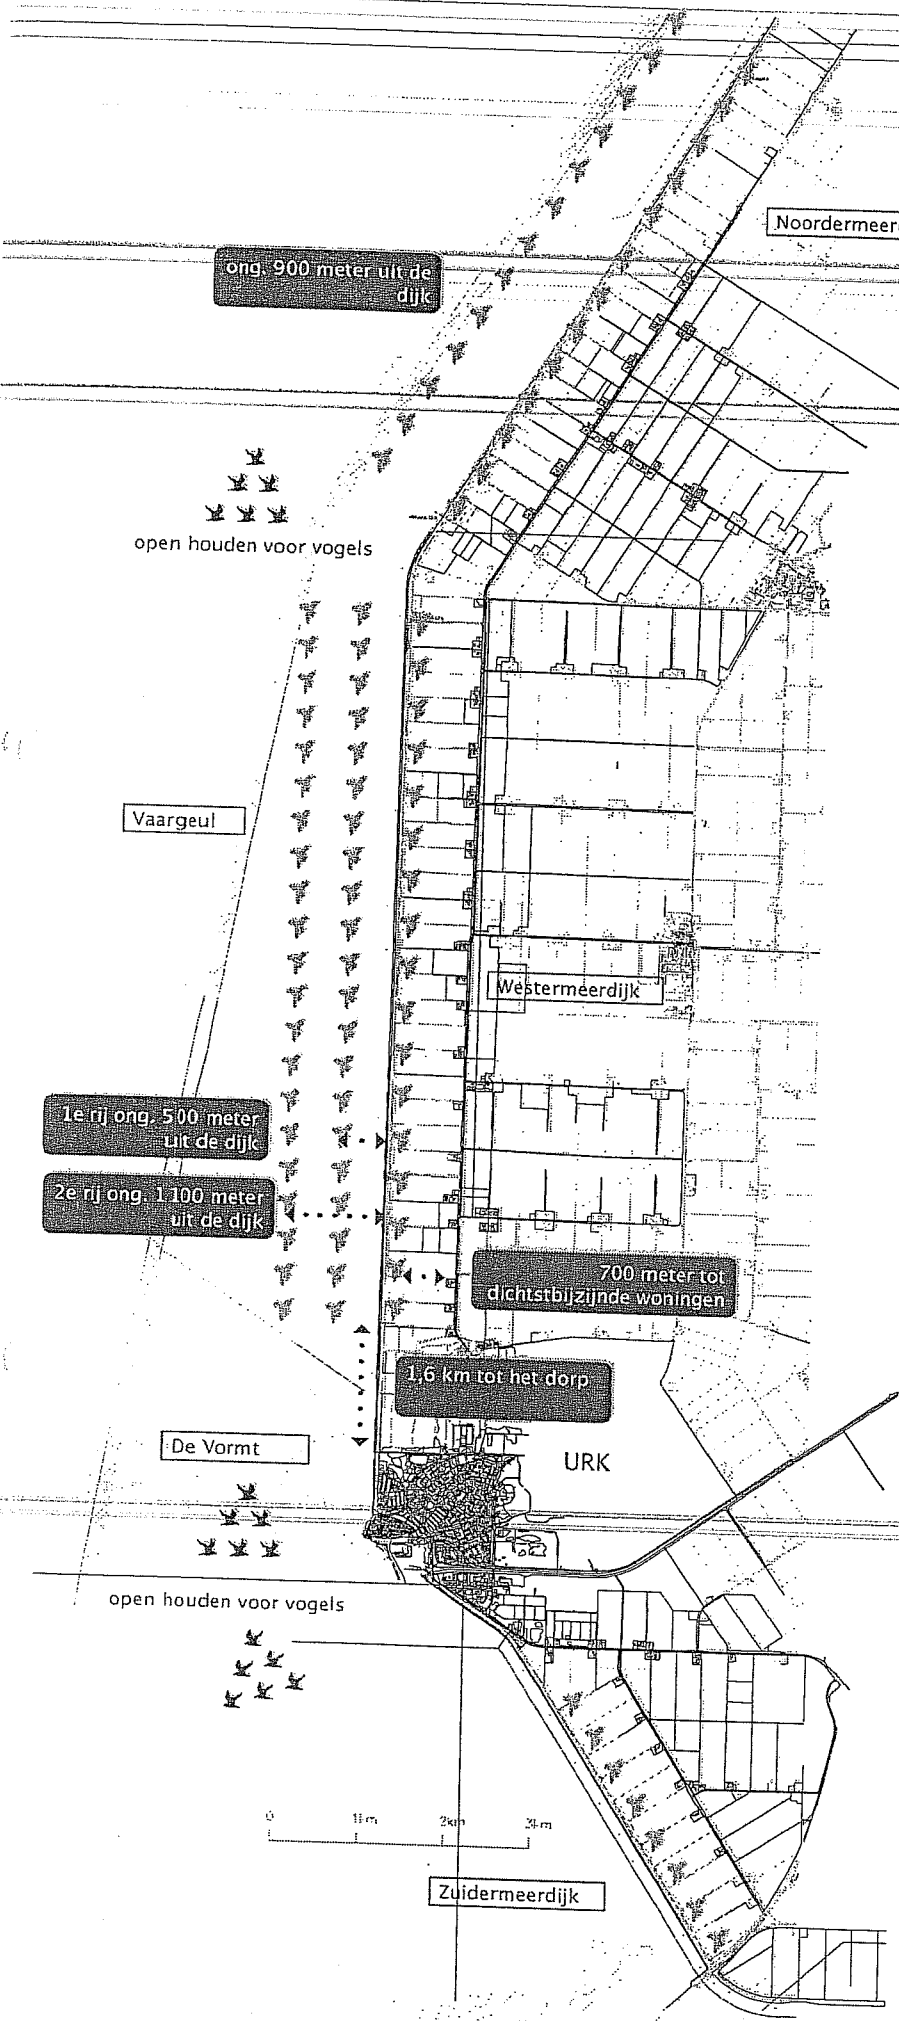 Noordermeerd
ong. 900 meter uit de
dijk
open houden voor vogels
Vaargeul
Westermeerdijk
1e rij ong. 500 meter
uit de dijk
2e rij ong. 1100 meter
uit de dijk
700 meter tot
dichtstbijzijnde woningen
1,6 km tot het dorp
De Vormt
URK
open houden voor vogels
0 1km 2km 3km
Zuidermeerdijk